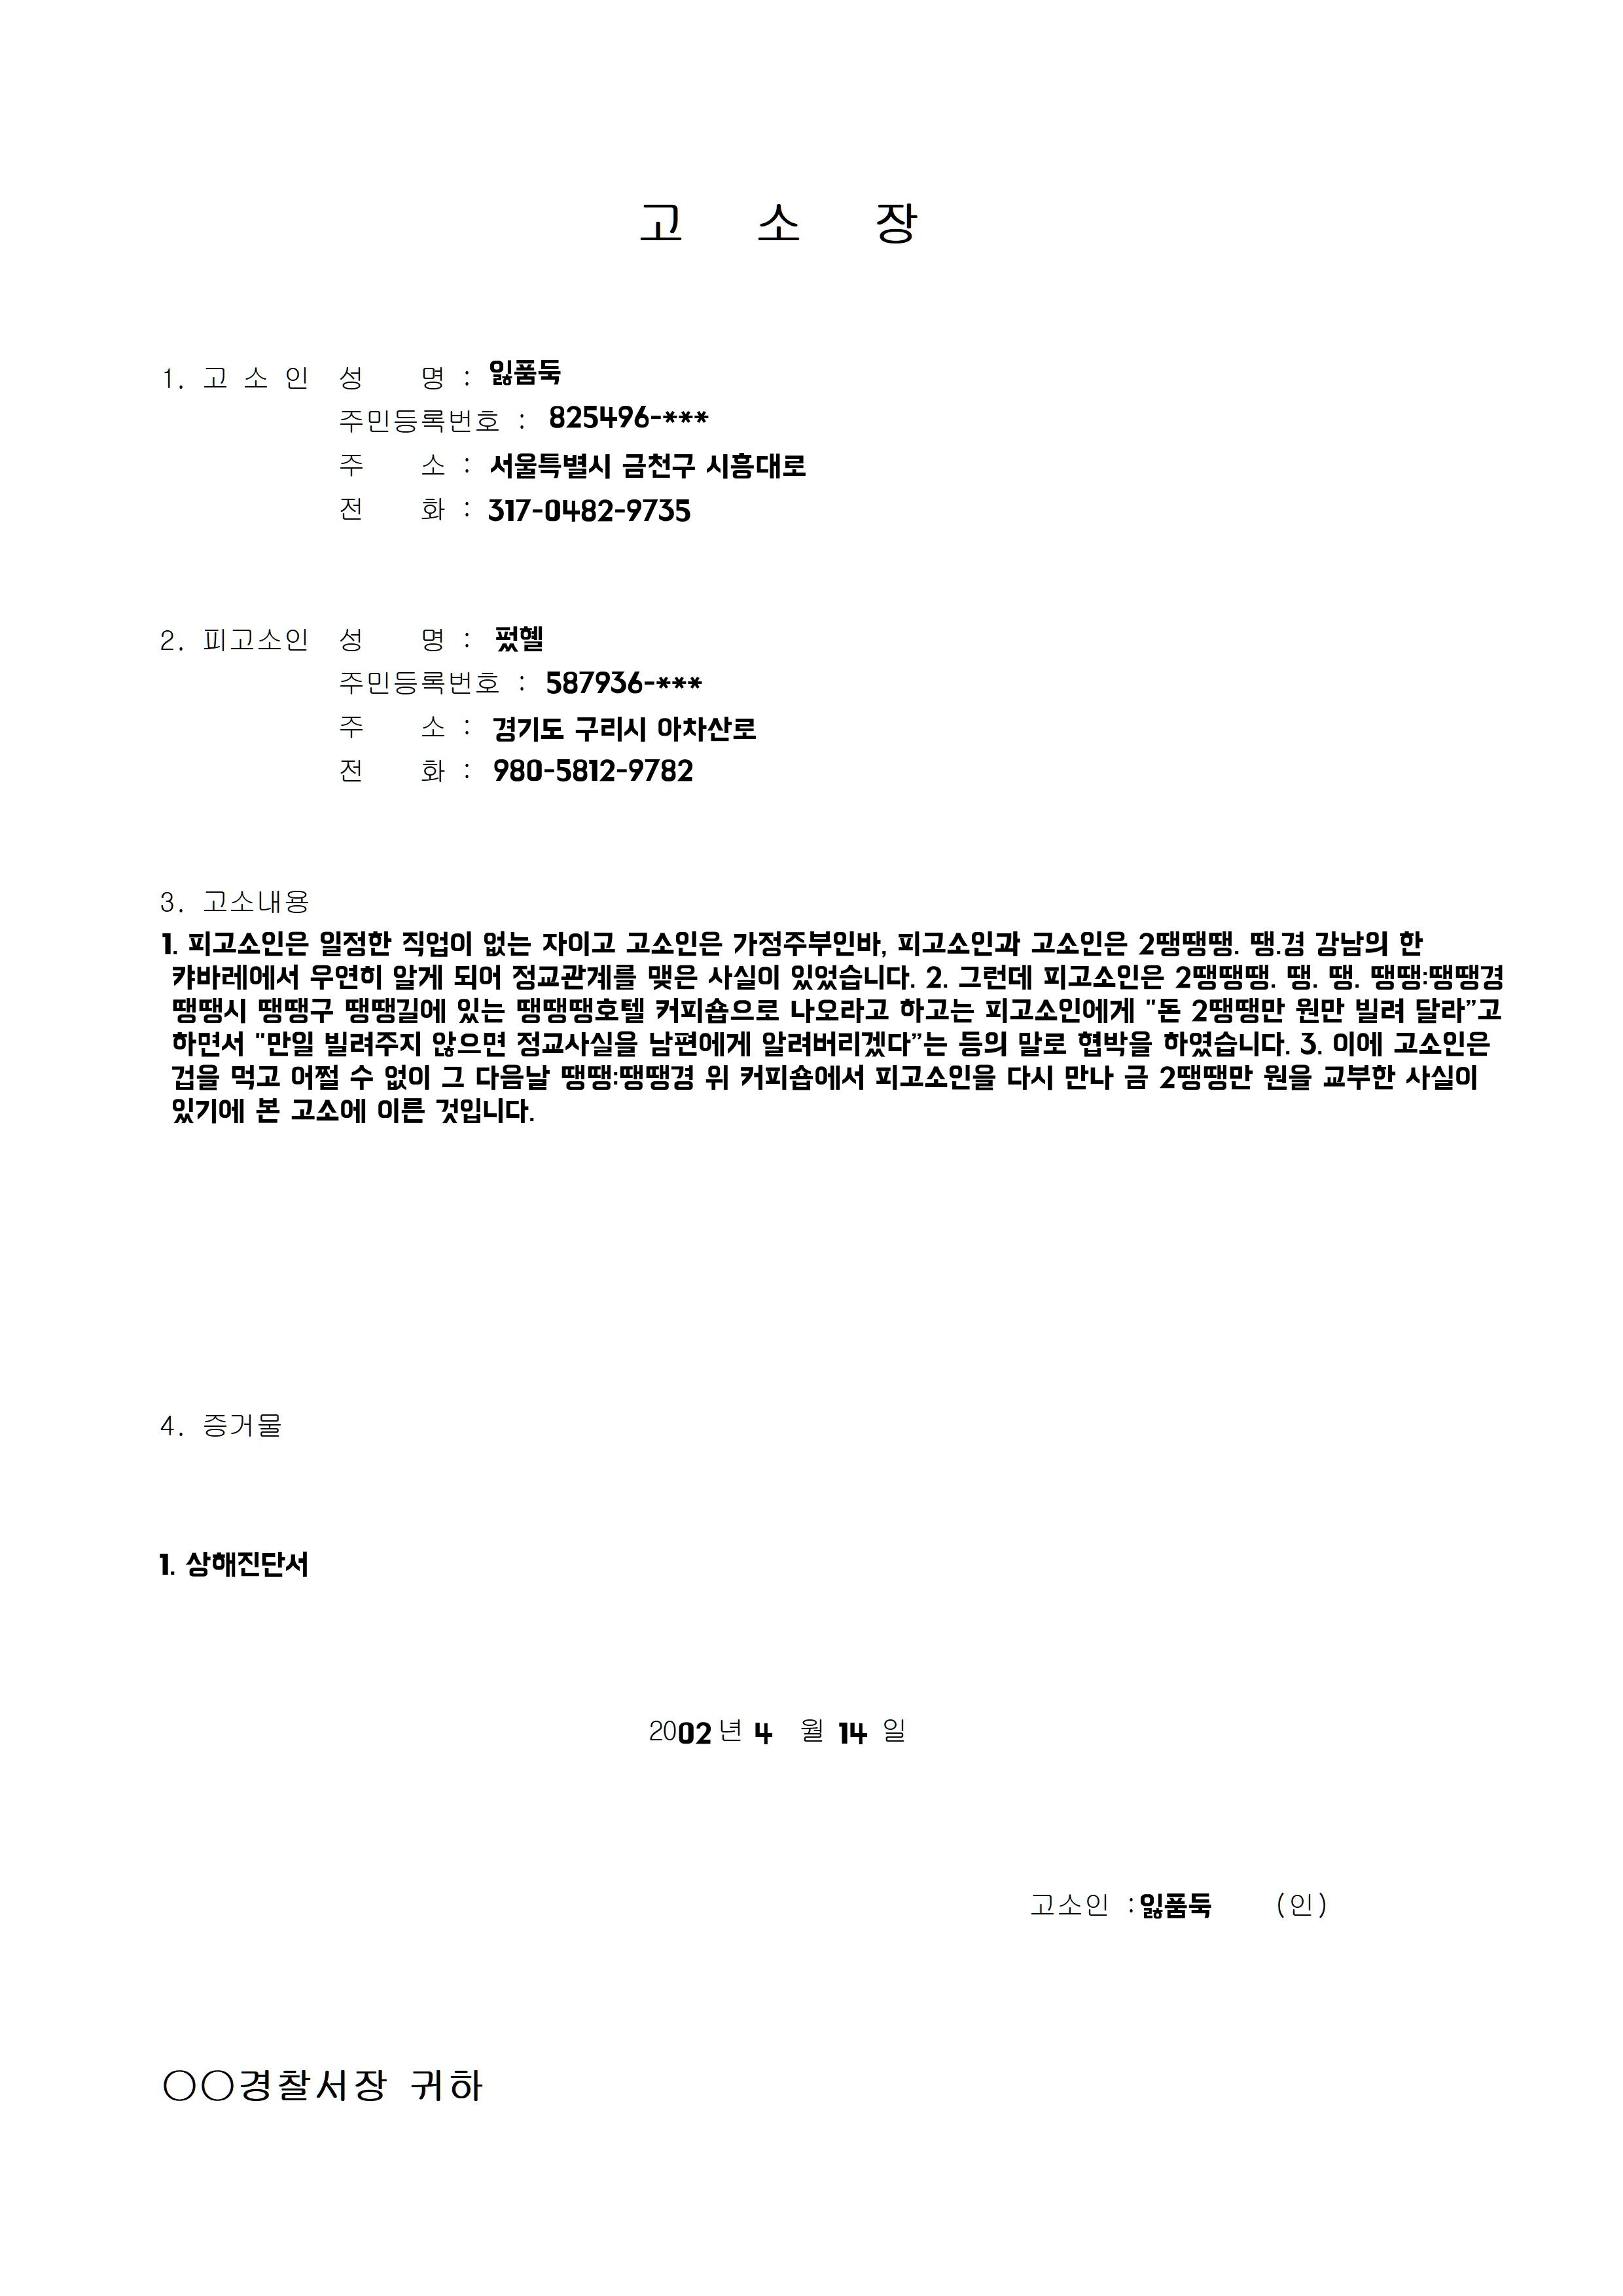 고 소 장
1. 고 소 인 성 명 : 잃품둑
주민등록번호 : 825496-***
주 소 : 서울특별시 금천구 시흥대로
전 화 : 317-0482-9735
2. 피고소인 성 명 : 펐혤
주민등록번호 : 587936-***
주 소 : 경기도 구리시 아차산로
전 화 : 980-5812-9782
3. 고소내용
1. 피고소인은 일정한 직업이 없는 자이고 고소인은 가정주부인바, 피고소인과 고소인은 2땡땡땡. 땡.경 강남의 한
캬바레에서 우연히 알게 되어 정교관계를 맺은 사실이 있었습니다. 2. 그런데 피고소인은 2땡땡땡. 땡. 땡. 땡땡:땡땡경
땡땡시 땡땡구 땡땡길에 있는 땡땡땡호텔 커피숍으로 나오라고 하고는 피고소인에게 "돈 2땡땡만 원만 빌려 달라”고
하면서 "만일 빌려주지 않으면 정교사실을 남편에게 알려버리겠다”는 등의 말로 협박을 하였습니다. 3. 이에 고소인은
겁을 먹고 어쩔 수 없이 그 다음날 땡땡:땡땡경 위 커피숍에서 피고소인을 다시 만나 금 2땡땡만 원을 교부한 사실이
있기에 본 고소에 이른 것입니다.
4. 증거물
1. 상해진단서
2002 년 4 월 14 일
고소인 : 잃품둑 (인)
○○경찰서장 귀하